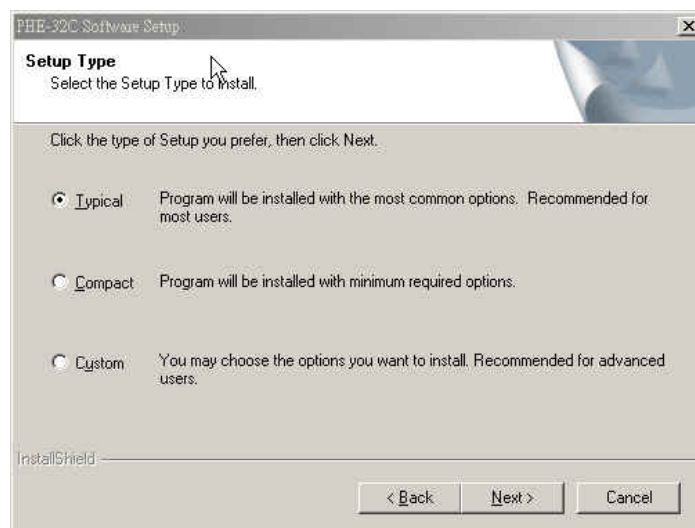 PHE-32C Software Setup
Setup Type
Select the Setup Type to install.
Click the type of Setup you prefer, then click Next.
Typical
Program will be installed with the most common options. Recommended for
most users.
Compact
Program will be installed with minimum required options.
Custom
You may choose the options you want to install. Recommended for advanced
users.
InstallShield
< Back
Next >
Cancel